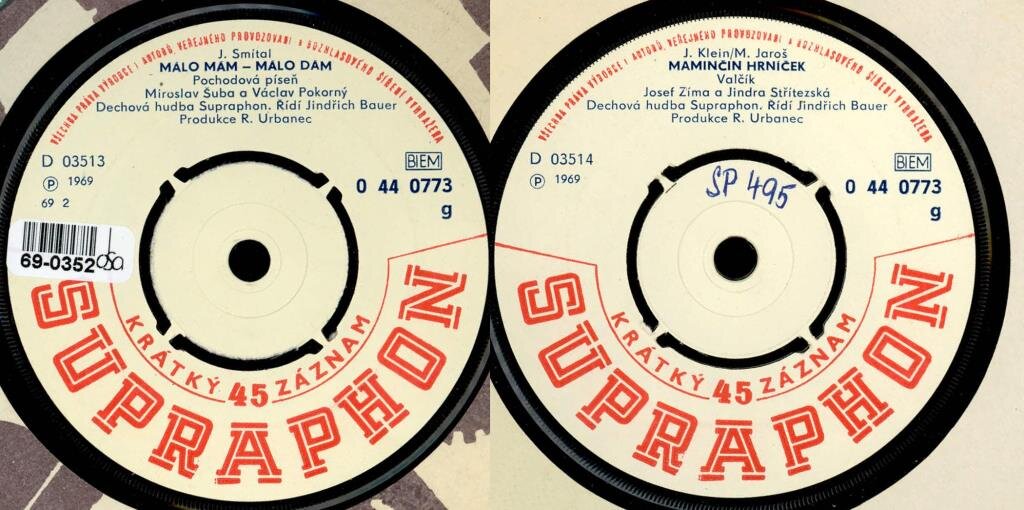 VŠECHNA PRÁVA VÝROBCE I AUTORŮ VEŘEJNÉHO PROVOZOVÁNÍ A ROZHLASOVÉHO ŠÍŘENÍ VYHRAŽENA
J. Smítal
MÁLO MÁM – MÁLO DÁM
Pochodová píseň
Miroslav Šuba a Václav Pokorný
Dechová hudba Supraphon. Řídí Jindřich Bauer
Produkce R. Urbanec
D 03513
BIEM
Ⓟ 1969
0 44 0773
69 2
g
69-0352
KRÁTKÝ 45 ZÁZNAM
SUPRAPHON
VŠECHNA PRÁVA VÝROBCE I AUTORŮ VEŘEJNÉHO PROVOZOVÁNÍ A ROZHLASOVÉHO ŠÍŘENÍ VYHRAŽENA
J. Klein/M. Jaroš
MAMINČIN HRNÍČEK
Valčík
Josef Zíma a Jindra Střítezská
Dechová hudba Supraphon. Řídí Jindřich Bauer
Produkce R. Urbanec
D 03514
BIEM
Ⓟ 1969
SP 495
0 44 0773
g
KRÁTKÝ 45 ZÁZNAM
SUPRAPHON